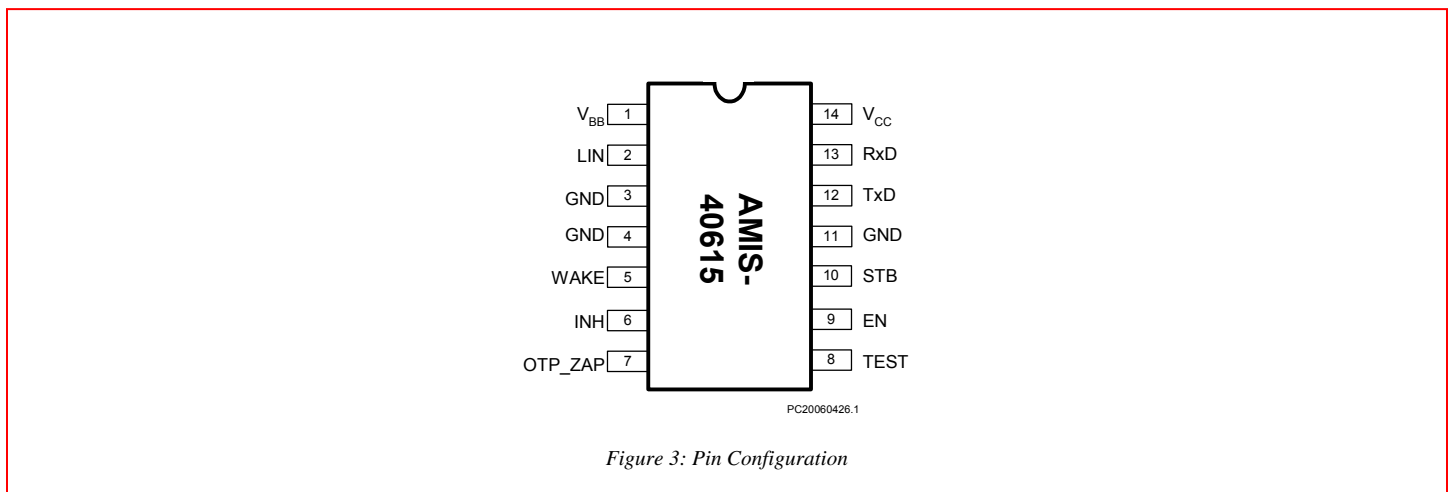 V_BB 1
LIN 2
GND 3
GND 4
WAKE 5
INH 6
OTP_ZAP 7
AMIS-
40615
14 V_CC
13 RxD
12 TxD
11 GND
10 STB
9 EN
8 TEST
PC20060426.1
Figure 3: Pin Configuration